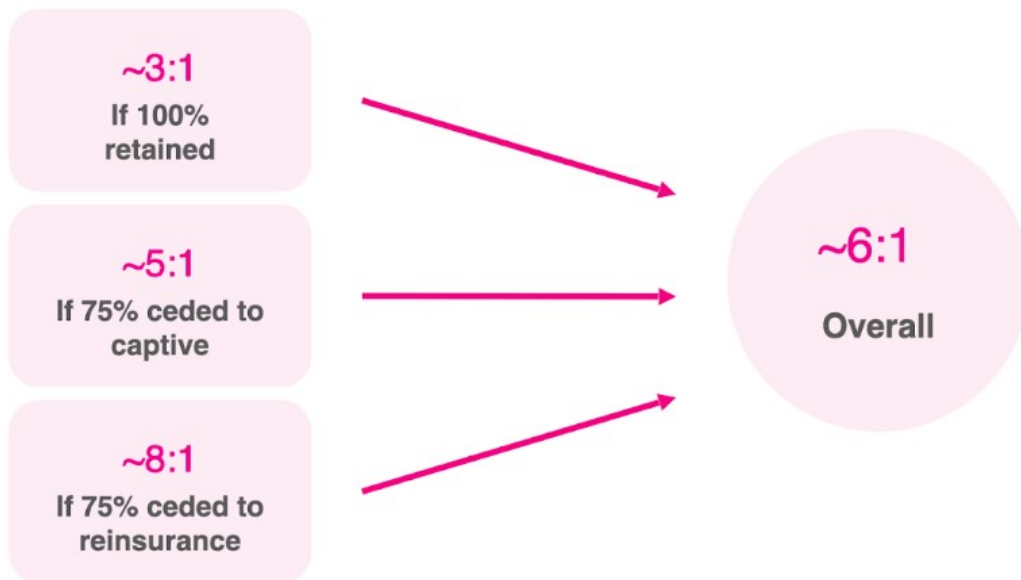 ~3:1
If 100%
retained
~5:1
If 75% ceded to
captive
~8:1
If 75% ceded to
reinsurance
~6:1
Overall